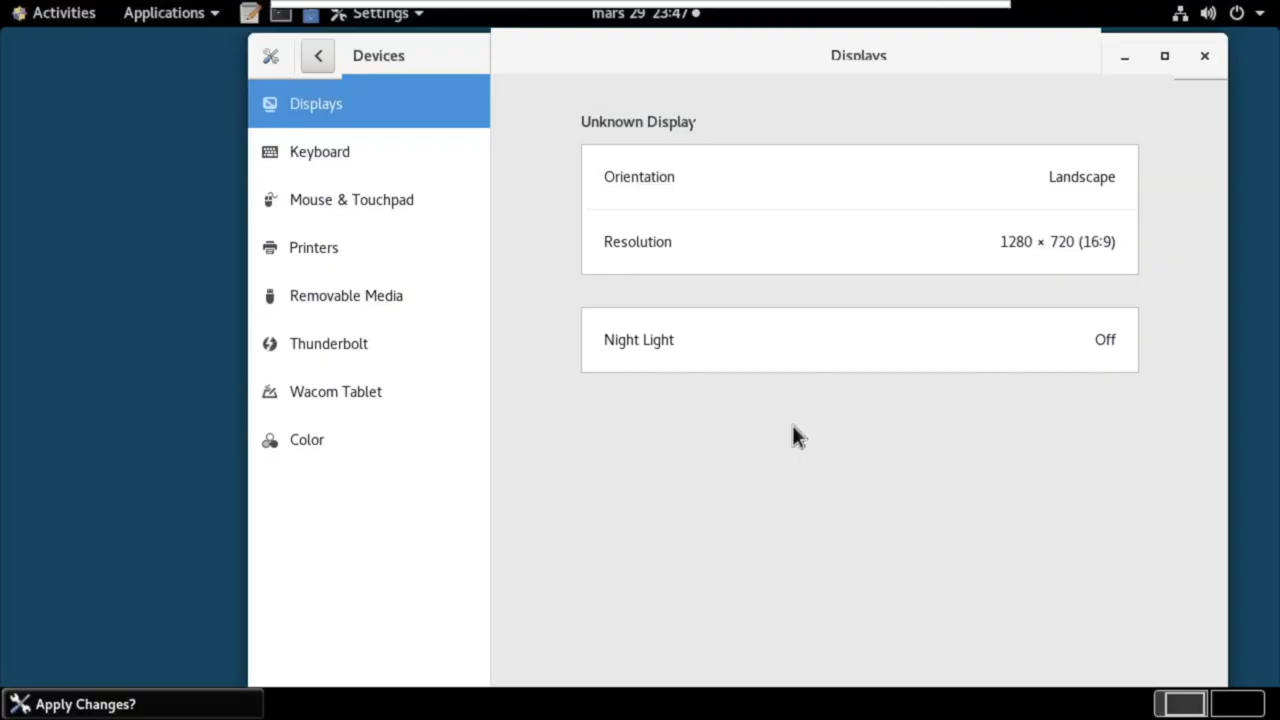 Activities Applications Settings mars 29 23:47
Devices Displays
Displays
Keyboard
Mouse & Touchpad
Printers
Removable Media
Thunderbolt
Wacom Tablet
Color
Unknown Display
Orientation Landscape
Resolution 1280 × 720 (16:9)
Night Light Off
Apply Changes?